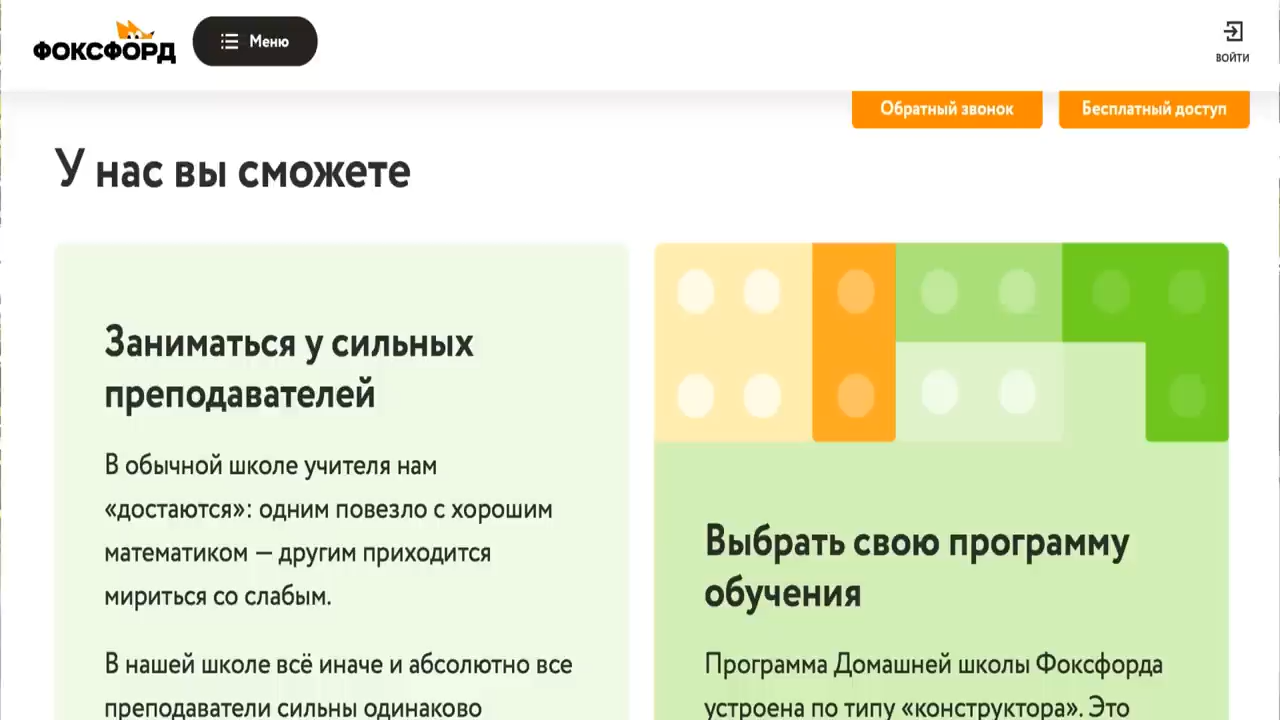 ФОКСФОРД
Меню
ВОЙТИ
Обратный звонок
Бесплатный доступ
У нас вы сможете
Заниматься у сильных
преподавателей
В обычной школе учителя нам
«достаются»: одним повезло с хорошим
математиком — другим приходится
мириться со слабым.
В нашей школе всё иначе и абсолютно все
преподаватели сильны одинаково
Выбрать свою программу
обучения
Программа Домашней школы Фоксфорда
устроена по типу «конструктора». Это